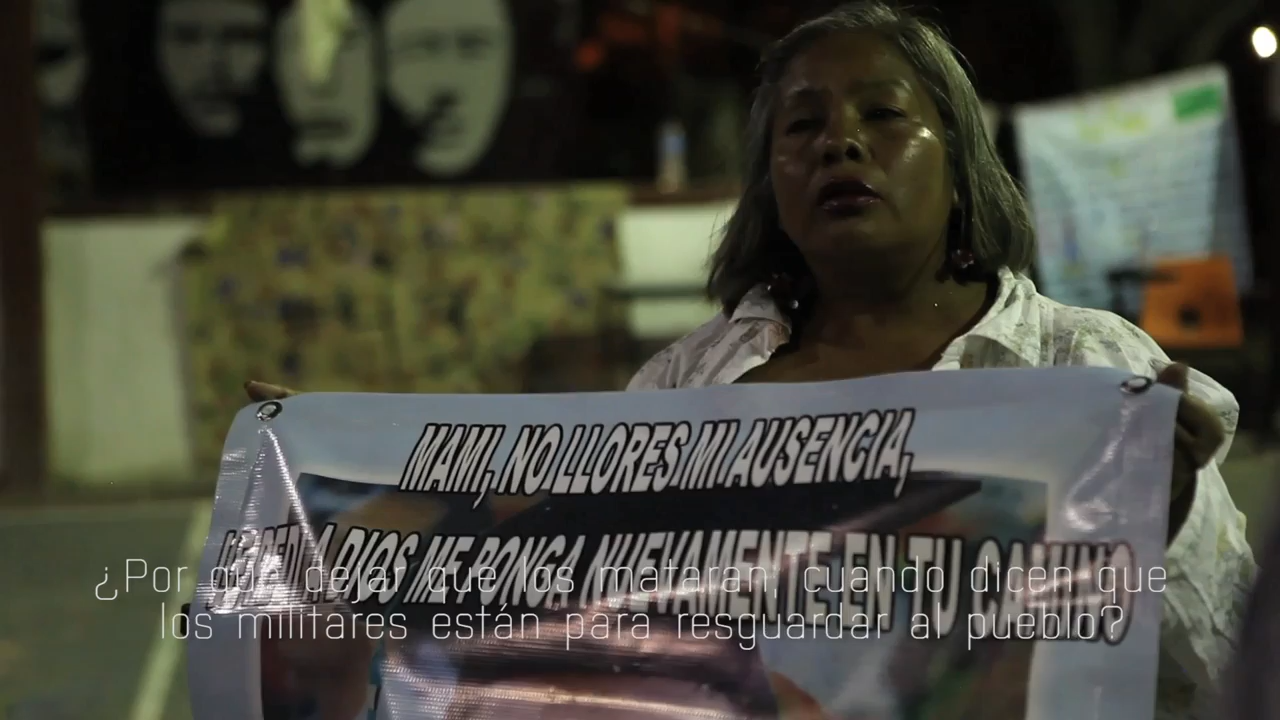 MAMI, NO LLORES MI AUSENCIA,
A DIOS ME PONGA NUEVAMENTE EN TU CAMINO
¿Por qué dejar que los mataran, cuando dicen que
los militares están para resguardar al pueblo?